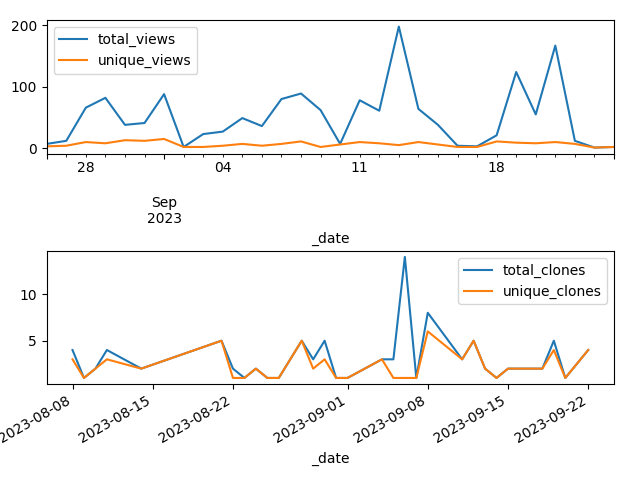 200
100
0
total_views
unique_views
28
04
11
18
Sep
2023
_date
10
5
total_clones
unique_clones
2023-08-08
2023-08-15
2023-08-22
2023-09-01
2023-09-08
2023-09-15
2023-09-22
_date